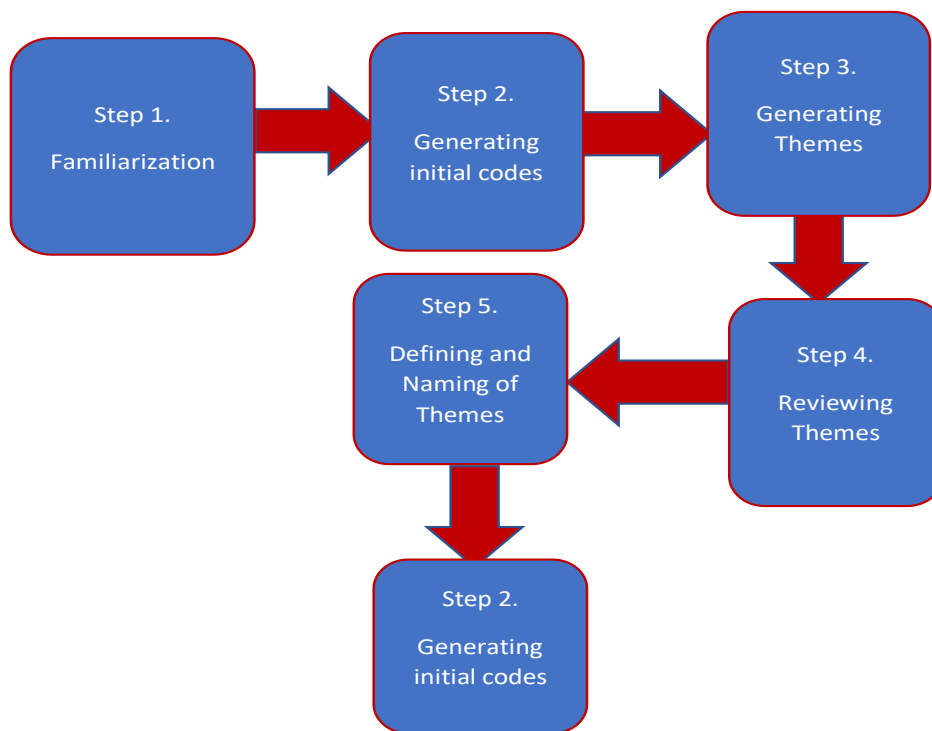 Step 1.
Familiarization
Step 2.
Generating
initial codes
Step 3.
Generating
Themes
Step 4.
Reviewing
Themes
Step 5.
Defining and
Naming of
Themes
Step 2.
Generating
initial codes